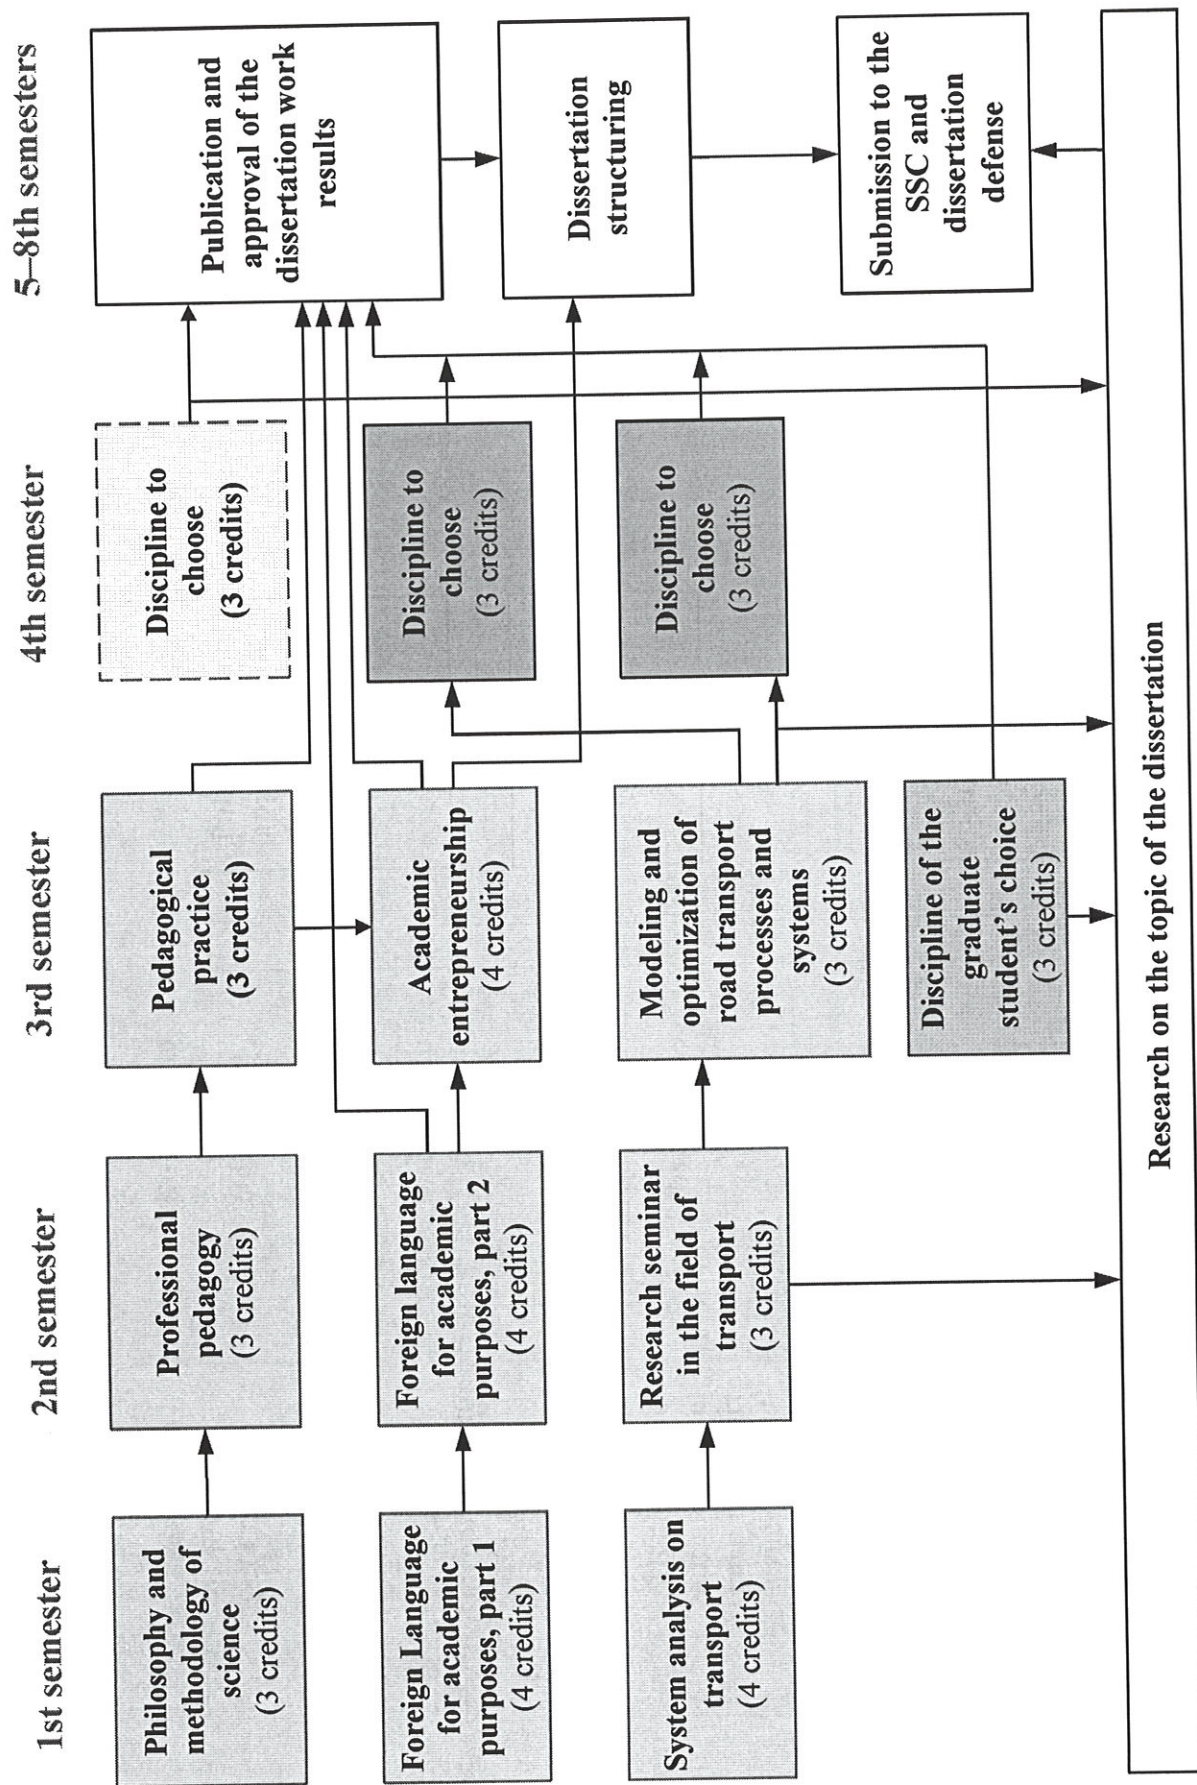 1st semester
2nd semester
3rd semester
4th semester
5–8th semesters
Philosophy and
methodology of
science
(3 credits)
Professional
pedagogy
(3 credits)
Pedagogical
practice
(3 credits)
Discipline to
choose
(3 credits)
Publication and
approval of the
dissertation work
results
Foreign Language
for academic
purposes, part 1
(4 credits)
Foreign language
for academic
purposes, part 2
(4 credits)
Academic
entrepreneurship
(4 credits)
Discipline to
choose
(3 credits)
Dissertation
structuring
System analysis on
transport
(4 credits)
Research seminar
in the field of
transport
(3 credits)
Modeling and
optimization of
road transport
processes and
systems
(3 credits)
Discipline to
choose
(3 credits)
Submission to the
SSC and
dissertation
defense
Discipline of the
graduate
student's choice
(3 credits)
Research on the topic of the dissertation